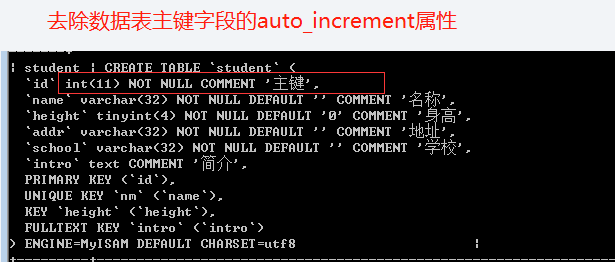 去除数据表主键字段的auto_increment属性
| student | CREATE TABLE `student` (
`id` int(11) NOT NULL COMMENT '主键',
`name` varchar(32) NOT NULL DEFAULT '' COMMENT '名称',
`height` tinyint(4) NOT NULL DEFAULT '0' COMMENT '身高',
`addr` varchar(32) NOT NULL DEFAULT '' COMMENT '地址',
`school` varchar(32) NOT NULL DEFAULT '' COMMENT '学校',
`intro` text COMMENT '简介',
PRIMARY KEY (`id`),
UNIQUE KEY `nm` (`name`),
KEY `height` (`height`),
FULLTEXT KEY `intro` (`intro`)
) ENGINE=MyISAM DEFAULT CHARSET=utf8 |